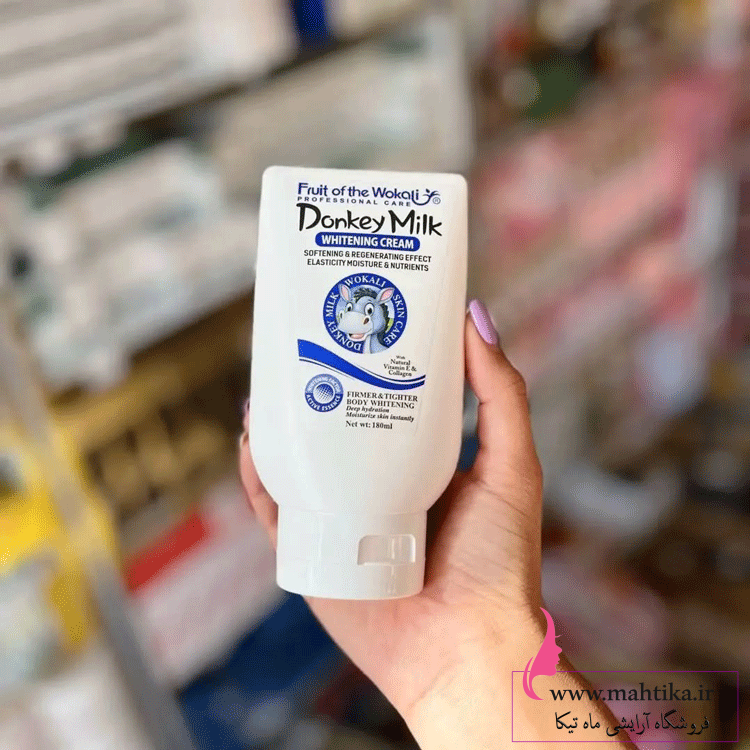 Fruit of the Wokali ®
PROFESSIONAL CARE
Donkey Milk
WHITENING CREAM
SOFTENING & REGENERATING EFFECT
ELASTICITY MOISTURE & NUTRIENTS
DONKEY MILK WOKALI SKIN CARE
With
Natural
Vitamin E &
Collagen
ACTIVE ESSENCE
FIRMER & TIGHTER
BODY WHITENING
Deep hydration
Moisturize skin instantly
Net wt: 180ml
www.mahtika.ir
فروشگاه آرایشی ماه تیکا